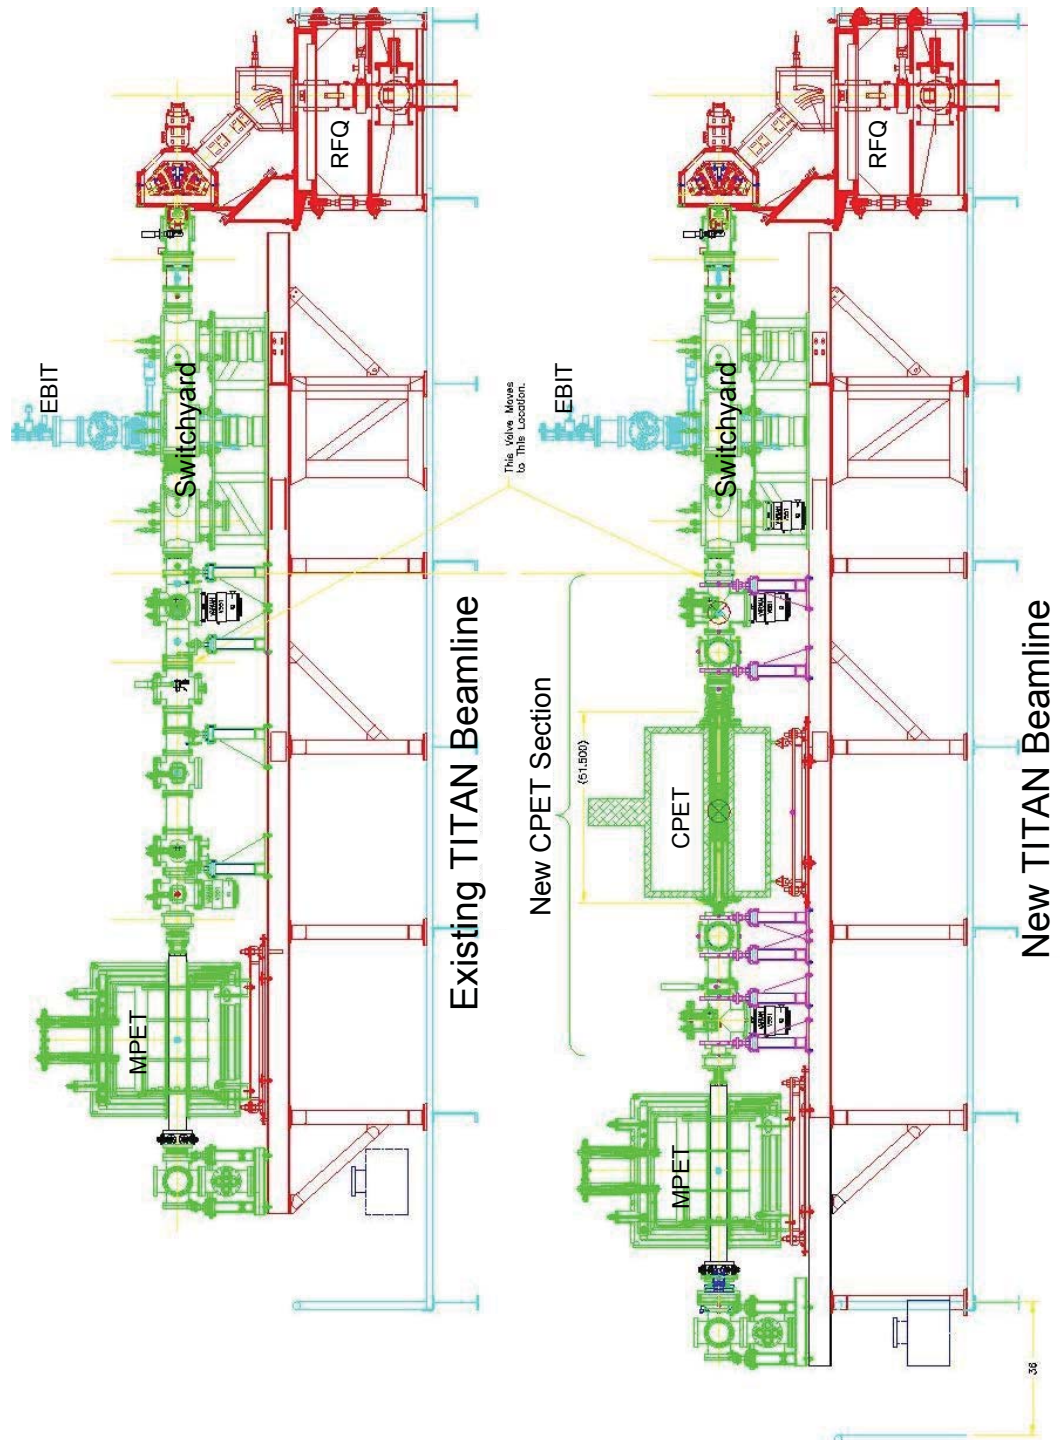 EBIT
RFQ
Switchyard
MPET
Existing TITAN Beamline
This Valve Moves
to This Location.
EBIT
RFQ
Switchyard
New CPET Section
(51.500)
CPET
MPET
36
New TITAN Beamline